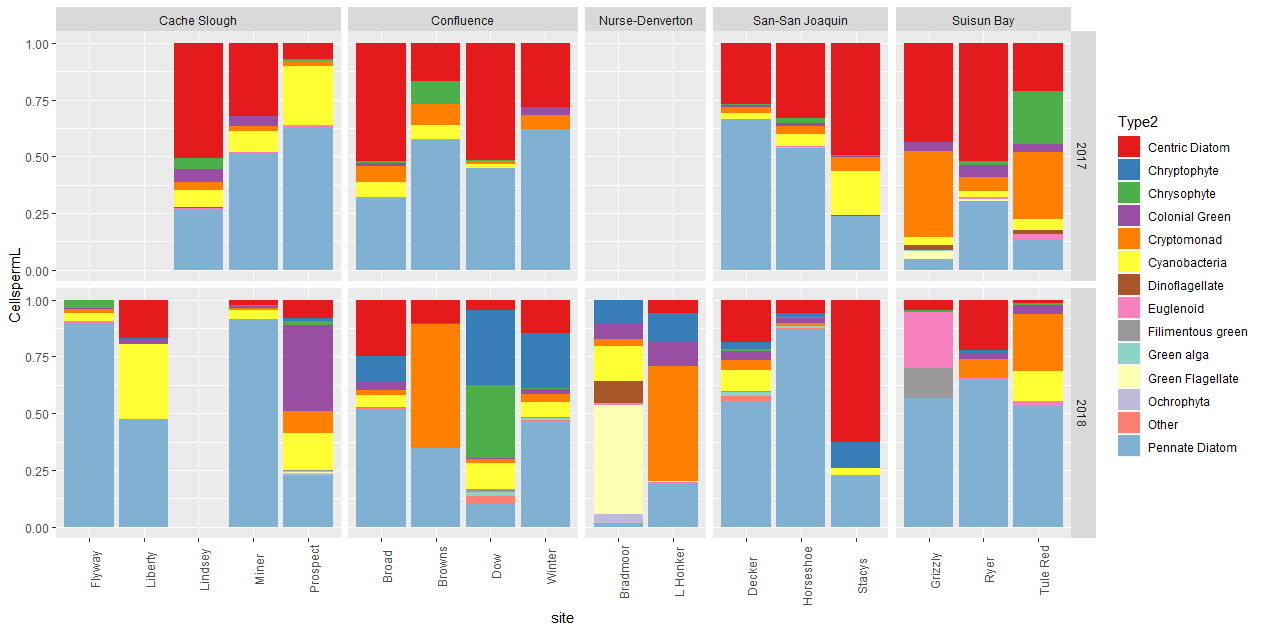 Cache Slough
Confluence
Nurse-Denverton
San-San Joaquin
Suisun Bay
1.00
0.75
0.50
0.25
0.00
2017
1.00
0.75
0.50
0.25
0.00
2018
CellspermL
Flyway
Liberty
Lindsey
Miner
Prospect
Broad
Browns
Dow
Winter
Bradmoor
L Honker
Decker
Horseshoe
Stacys
Grizzly
Ryer
Tule Red
site
Type2
Centric Diatom
Chryptophyte
Chrysophyte
Colonial Green
Cryptomonad
Cyanobacteria
Dinoflagellate
Euglenoid
Filimentous green
Green alga
Green Flagellate
Ochrophyta
Other
Pennate Diatom